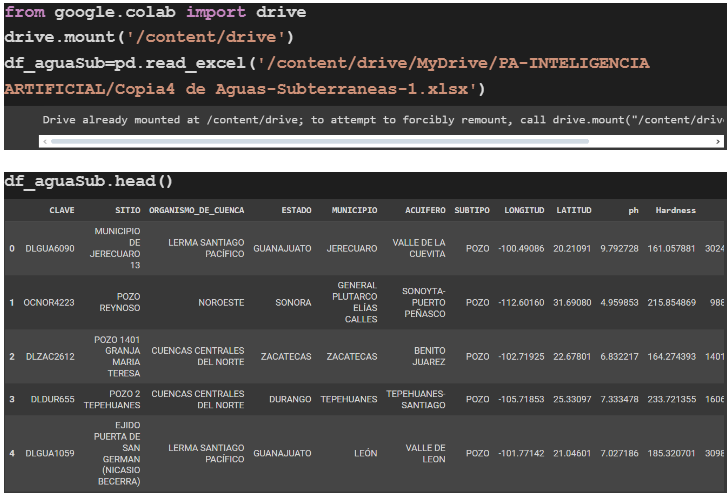 from google.colab import drive
drive.mount('/content/drive')
df_aguaSub=pd.read_excel('/content/drive/MyDrive/PA-INTELIGENCIA
ARTIFICIAL/Copia4 de Aguas-Subterraneas-1.xlsx')
Drive already mounted at /content/drive; to attempt to forcibly remount, call drive.mount("/content/driv
df_aguaSub.head()
CLAVE SITIO ORGANISMO_DE_CUENCA ESTADO MUNICIPIO ACUIFERO SUBTIPO LONGITUD LATITUD ph Hardness
0 DLGUA6090 MUNICIPIO DE JERECUARO 13 LERMA SANTIAGO PACÍFICO GUANAJUATO JERECUARO VALLE DE LA CUEVITA POZO -100.49086 20.21091 9.792728 161.057881 3024
1 OCNOR4223 POZO REYNOSO NOROESTE SONORA GENERAL PLUTARCO ELÍAS CALLES SONOYTA-PUERTO PEÑASCO POZO -112.60160 31.69080 4.959853 215.854869 986
2 DLZAC2612 POZO 1401 GRANJA MARIA TERESA CUENCAS CENTRALES DEL NORTE ZACATECAS ZACATECAS BENITO JUAREZ POZO -102.71925 22.67801 6.832217 164.274393 1401
3 DLDUR655 POZO 2 TEPEHUANES CUENCAS CENTRALES DEL NORTE DURANGO TEPEHUANES TEPEHUANES-SANTIAGO POZO -105.71853 25.33097 7.333478 233.721355 1606
4 DLGUA1059 EJIDO PUERTA DE SAN GERMAN (NICASIO BECERRA) LERMA SANTIAGO PACÍFICO GUANAJUATO LEÓN VALLE DE LEON POZO -101.77142 21.04601 7.027186 185.320701 3098